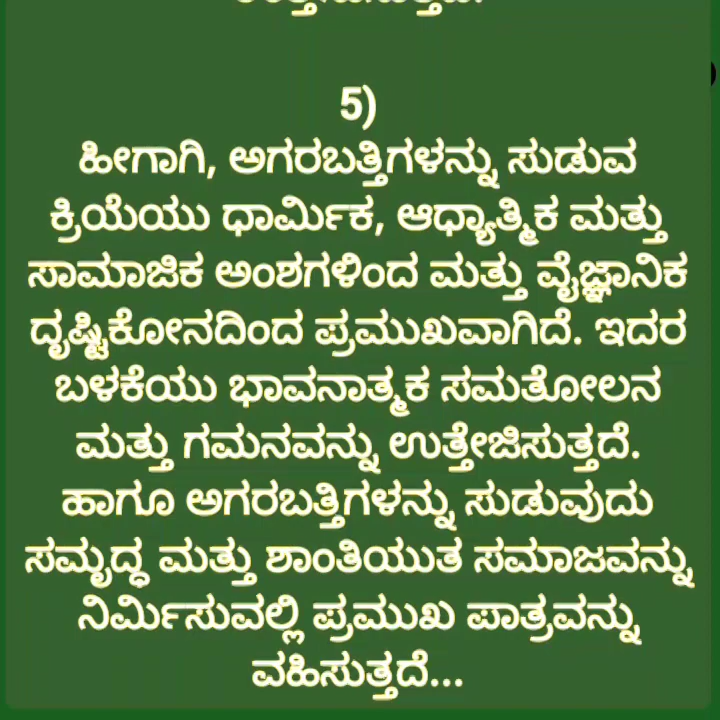 5)
ಹೀಗಾಗಿ, ಅಗರಬತ್ತಿಗಳನ್ನು ಸುಡುವ
ಕ್ರಿಯೆಯು ಧಾರ್ಮಿಕ, ಆಧ್ಯಾತ್ಮಿಕ ಮತ್ತು
ಸಾಮಾಜಿಕ ಅಂಶಗಳಿಂದ ಮತ್ತು ವೈಜ್ಞಾನಿಕ
ದೃಷ್ಟಿಕೋನದಿಂದ ಪ್ರಮುಖವಾಗಿದೆ. ಇದರ
ಬಳಕೆಯು ಭಾವನಾತ್ಮಕ ಸಮತೋಲನ
ಮತ್ತು ಗಮನವನ್ನು ಉತ್ತೇಜಿಸುತ್ತದೆ.
ಹಾಗೂ ಅಗರಬತ್ತಿಗಳನ್ನು ಸುಡುವುದು
ಸಮೃದ್ಧ ಮತ್ತು ಶಾಂತಿಯುತ ಸಮಾಜವನ್ನು
ನಿರ್ಮಿಸುವಲ್ಲಿ ಪ್ರಮುಖ ಪಾತ್ರವನ್ನು
ವಹಿಸುತ್ತದೆ...